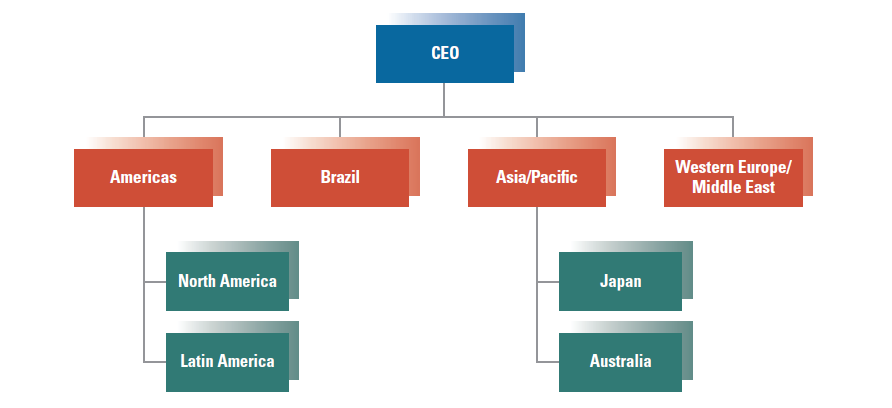 CEO
Americas
Brazil
Asia/Pacific
Western Europe/
Middle East
North America
Japan
Latin America
Australia